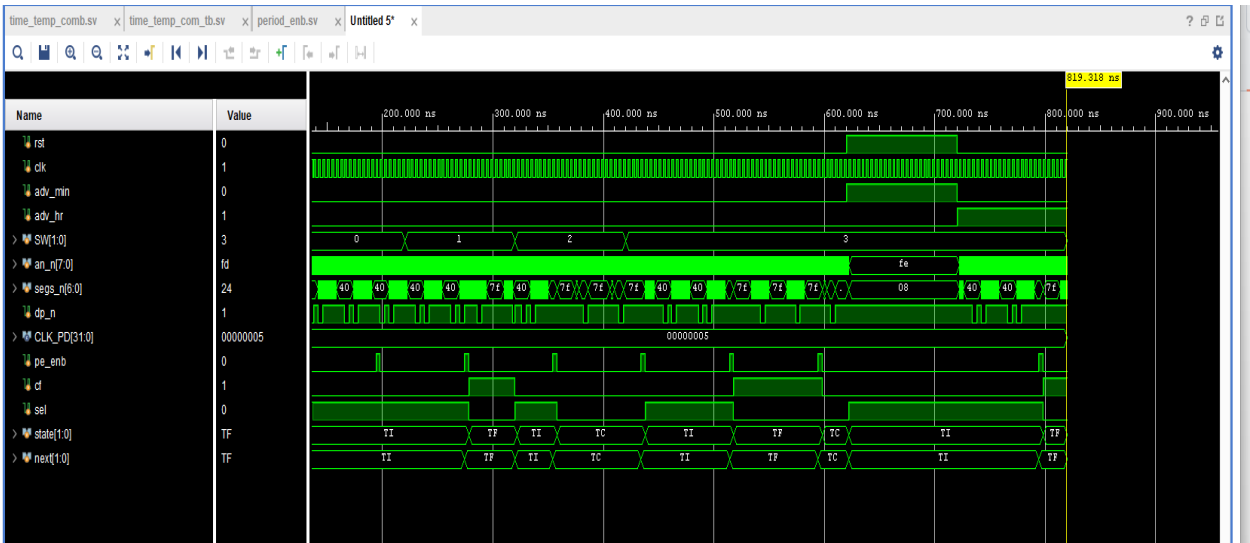 time_temp_comb.sv x time_temp_com_tb.sv x period_enb.sv x Untitled 5* x ?
819.318 ns
Name Value 200.000 ns 300.000 ns 400.000 ns 500.000 ns 600.000 ns 700.000 ns 800.000 ns 900.000 ns
rst 0
clk 1
adv_min 0
adv_hr 1
SW[1:0] 3 0 1 2 3
an_n[7:0] fd fe
segs_n[6:0] 24 40 40 40 40 7f 40 7f 7f 7f 40 40 7f 7f 7f . 08 40 40 7f
dp_n 1
CLK_PD[31:0] 00000005 00000005
pe_enb 0
cf 1
sel 0
state[1:0] TF TI TF TI TC TI TF TC TI TF
next[1:0] TF TI TF TI TC TI TF TC TI TF